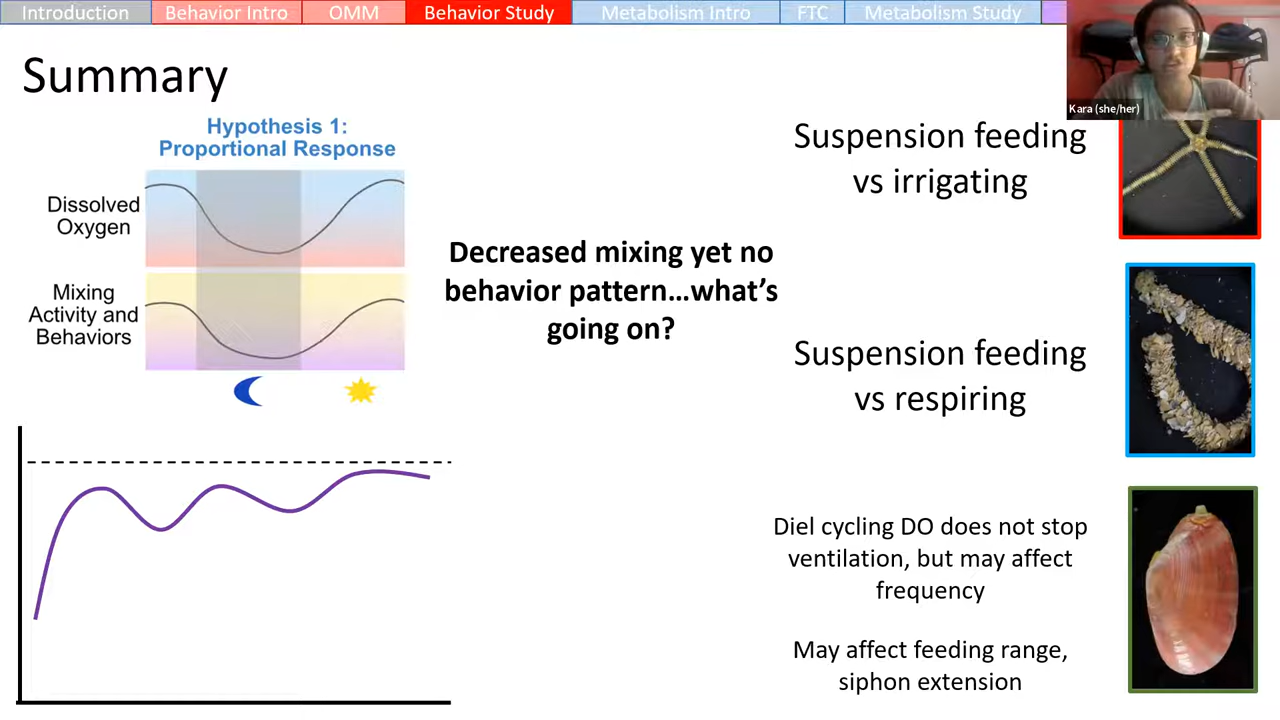 Introduction
Behavior Intro
OMM
Behavior Study
Metabolism Intro
FTC
Metabolism Study
Kara (she/her)
Summary
Hypothesis 1:
Proportional Response
Dissolved
Oxygen
Mixing
Activity and
Behaviors
Decreased mixing yet no
behavior pattern...what's
going on?
Suspension feeding
vs irrigating
Suspension feeding
vs respiring
Diel cycling DO does not stop
ventilation, but may affect
frequency
May affect feeding range,
siphon extension